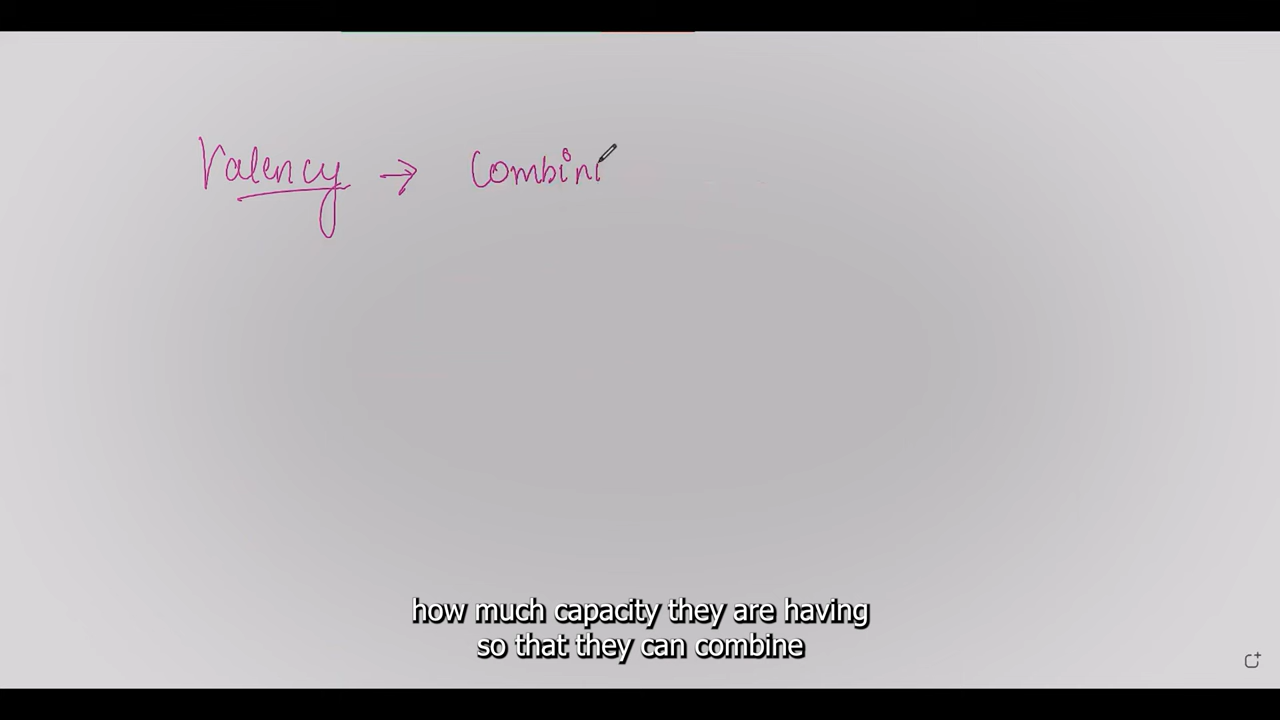 Valency → Combini
how much capacity they are having
so that they can combine